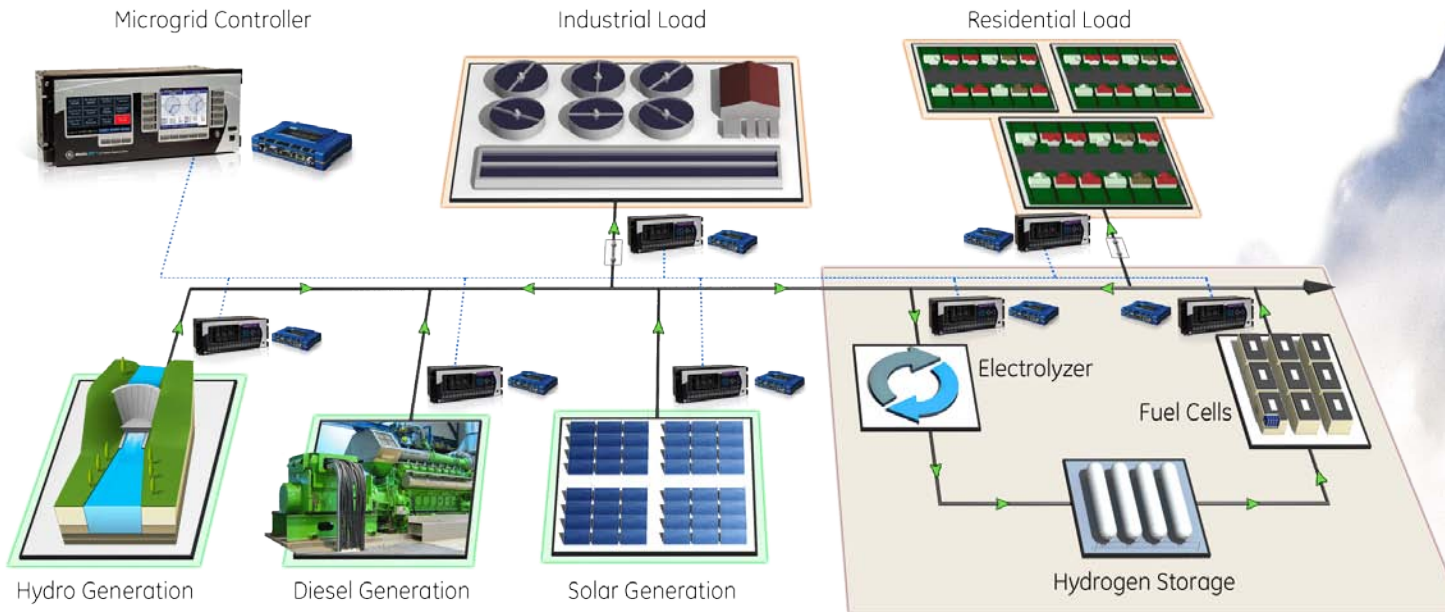 Microgrid Controller
Industrial Load
Residential Load
Electrolyzer
Fuel Cells
Hydrogen Storage
Hydro Generation
Diesel Generation
Solar Generation